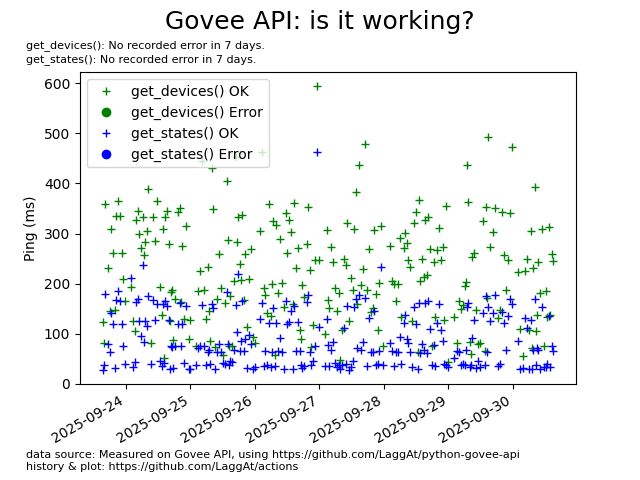 Govee API: is it working?
get_devices(): No recorded error in 7 days.
get_states(): No recorded error in 7 days.
get_devices() OK
get_devices() Error
get_states() OK
get_states() Error
Ping (ms)
600
500
400
300
200
100
0
2025-09-24
2025-09-25
2025-09-26
2025-09-27
2025-09-28
2025-09-29
2025-09-30
data source: Measured on Govee API, using https://github.com/LaggAt/python-govee-api
history & plot: https://github.com/LaggAt/actions